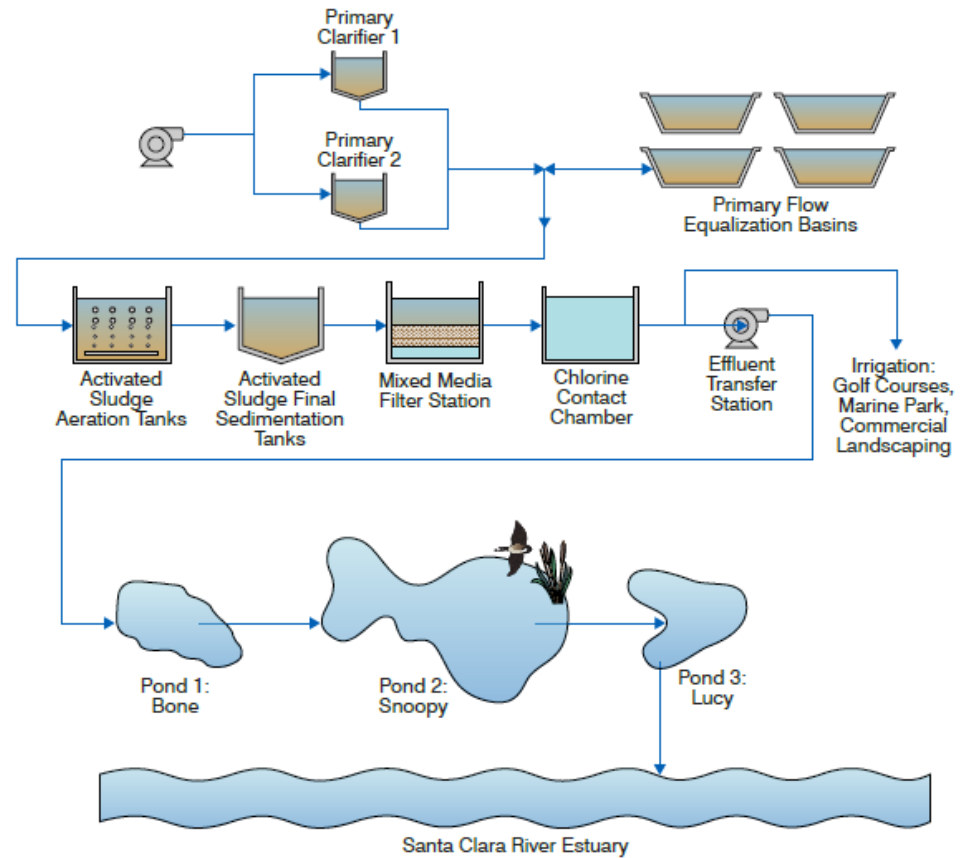 Primary
Clarifier 1
Primary
Clarifier 2
Primary Flow
Equalization Basins
Activated
Sludge
Aeration Tanks
Activated
Sludge Final
Sedimentation
Tanks
Mixed Media
Filter Station
Chlorine
Contact
Chamber
Effluent
Transfer
Station
Irrigation:
Golf Courses,
Marine Park,
Commercial
Landscaping
Pond 1:
Bone
Pond 2:
Snoopy
Pond 3:
Lucy
Santa Clara River Estuary